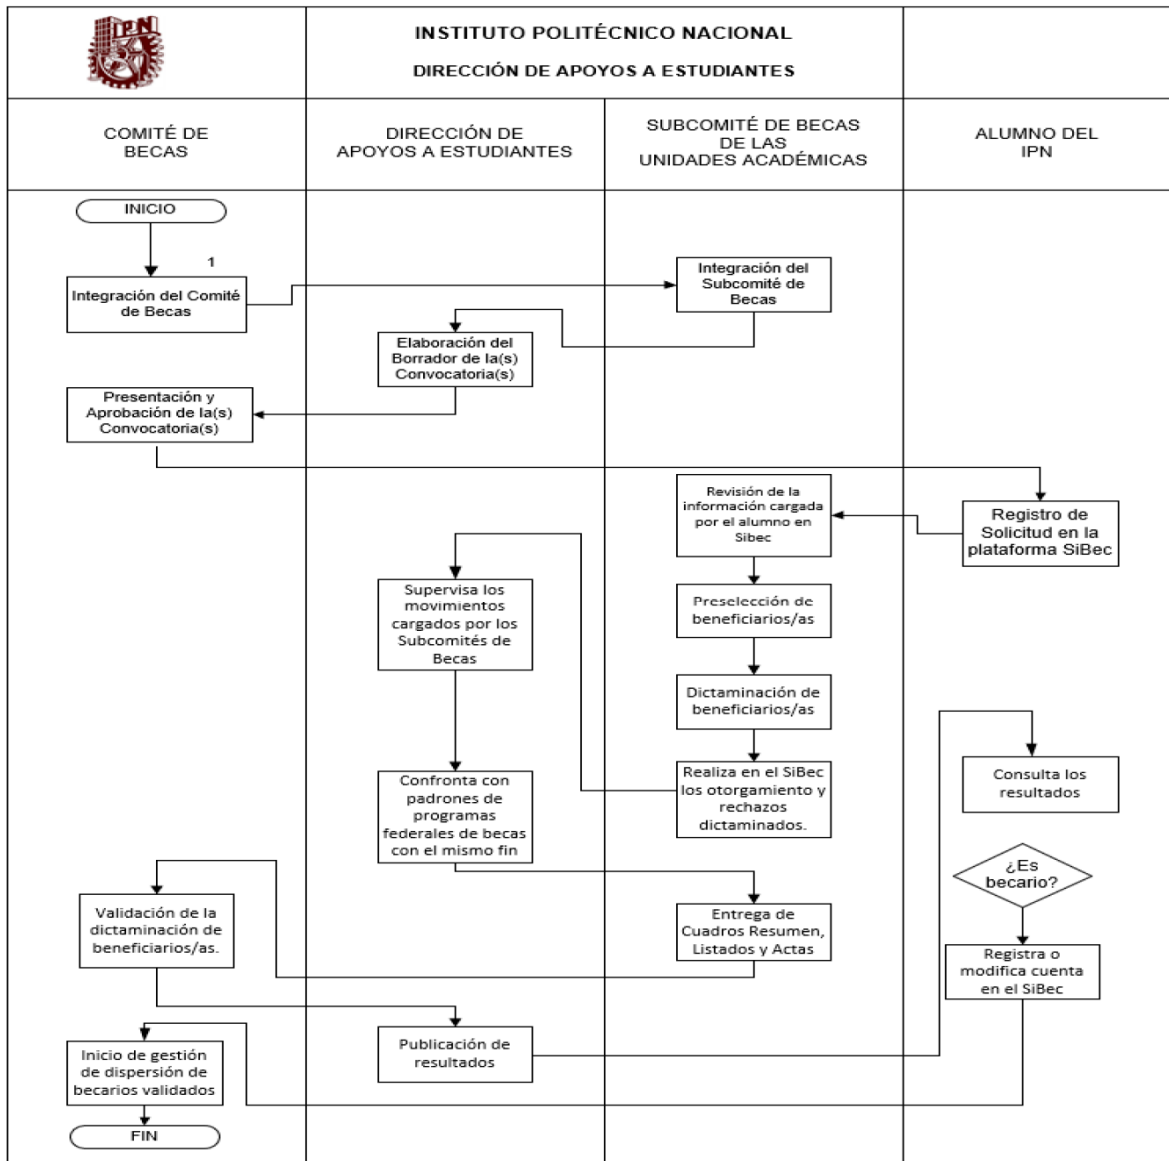 IPN
INSTITUTO POLITÉCNICO NACIONAL
DIRECCIÓN DE APOYOS A ESTUDIANTES
COMITÉ DE
BECAS
DIRECCIÓN DE
APOYOS A ESTUDIANTES
SUBCOMITÉ DE BECAS
DE LAS
UNIDADES ACADÉMICAS
ALUMNO DEL
IPN
INICIO
1
Integración del Comité
de Becas
Integración del
Subcomité de
Becas
Elaboración del
Borrador de la(s)
Convocatoria(s)
Presentación y
Aprobación de la(s)
Convocatoria(s)
Registro de
Solicitud en la
plataforma SiBec
Revisión de la
información cargada
por el alumno en
Sibec
Preselección de
beneficiarios/as
Dictaminación de
beneficiarios/as
Realiza en el SiBec
los otorgamiento y
rechazos
dictaminados.
Supervisa los
movimientos
cargados por los
Subcomités de
Becas
Confronta con
padrones de
programas
federales de becas
con el mismo fin
Entrega de
Cuadros Resumen,
Listados y Actas
Validación de la
dictaminación de
beneficiarios/as.
Publicación de
resultados
Consulta los
resultados
¿Es
becario?
Registra o
modifica cuenta
en el SiBec
Inicio de gestión
de dispersión de
becarios validados
FIN